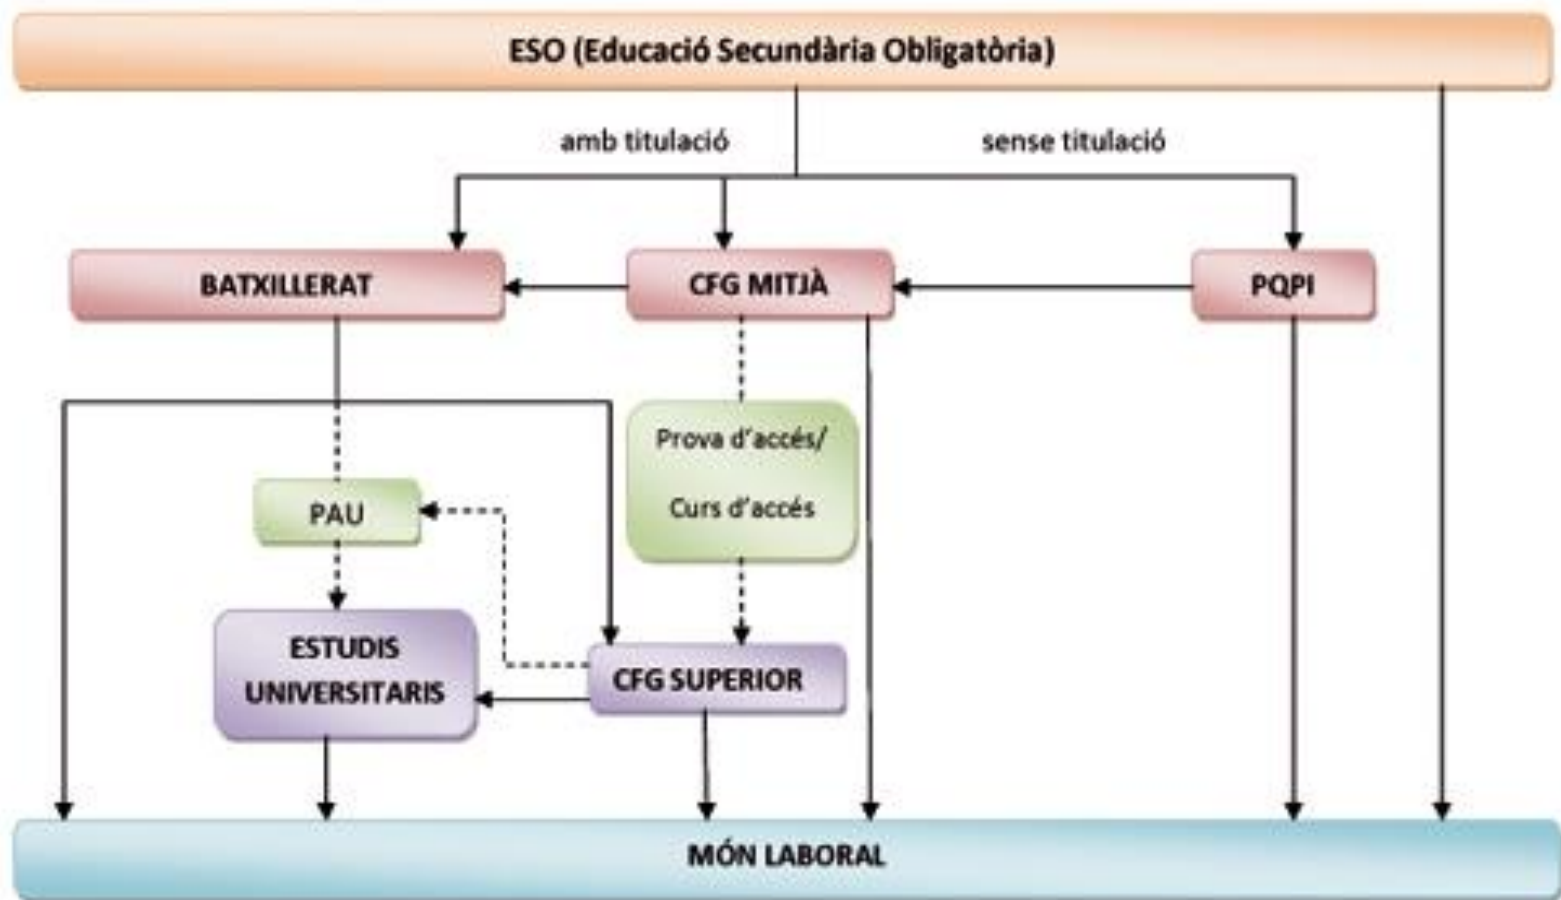 ESO (Educació Secundària Obligatòria)
amb titulació
sense titulació
BATXILLERAT
CFG MITJÀ
PQPI
Prova d'accés/
Curs d'accés
PAU
ESTUDIS
UNIVERSITARIS
CFG SUPERIOR
MÓN LABORAL